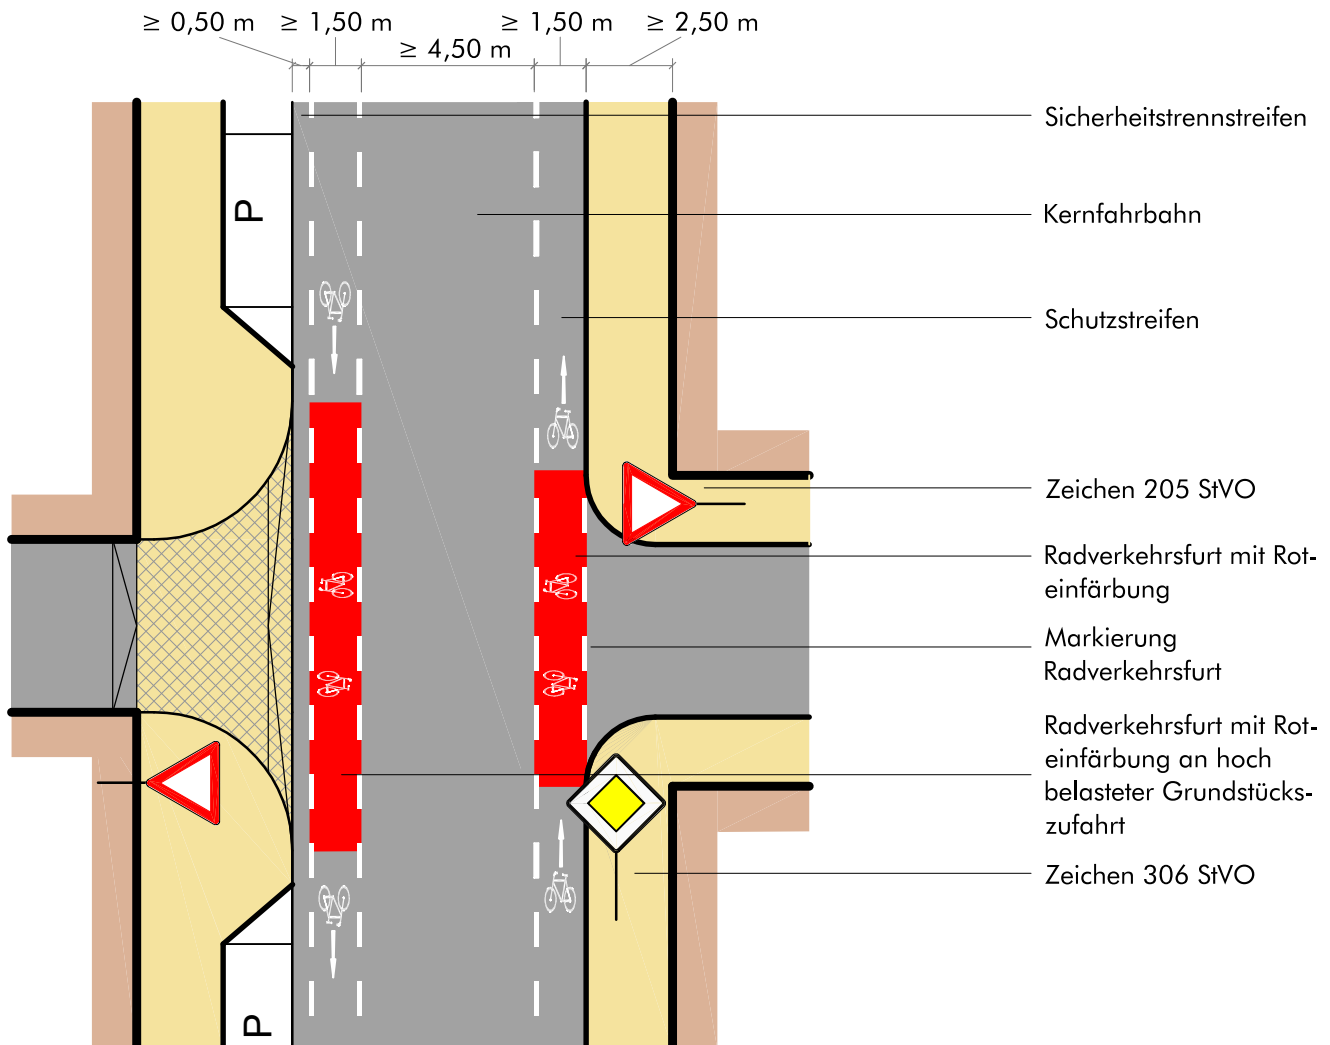 ≥ 0,50 m ≥ 1,50 m ≥ 1,50 m ≥ 2,50 m
≥ 4,50 m
Sicherheitstrennstreifen
P
Kernfahrbahn
Schutzstreifen
Zeichen 205 StVO
Radverkehrsfurt mit Rot-
einfärbung
Markierung
Radverkehrsfurt
Radverkehrsfurt mit Rot-
einfärbung an hoch
belasteter Grundstücks-
zufahrt
Zeichen 306 StVO
P